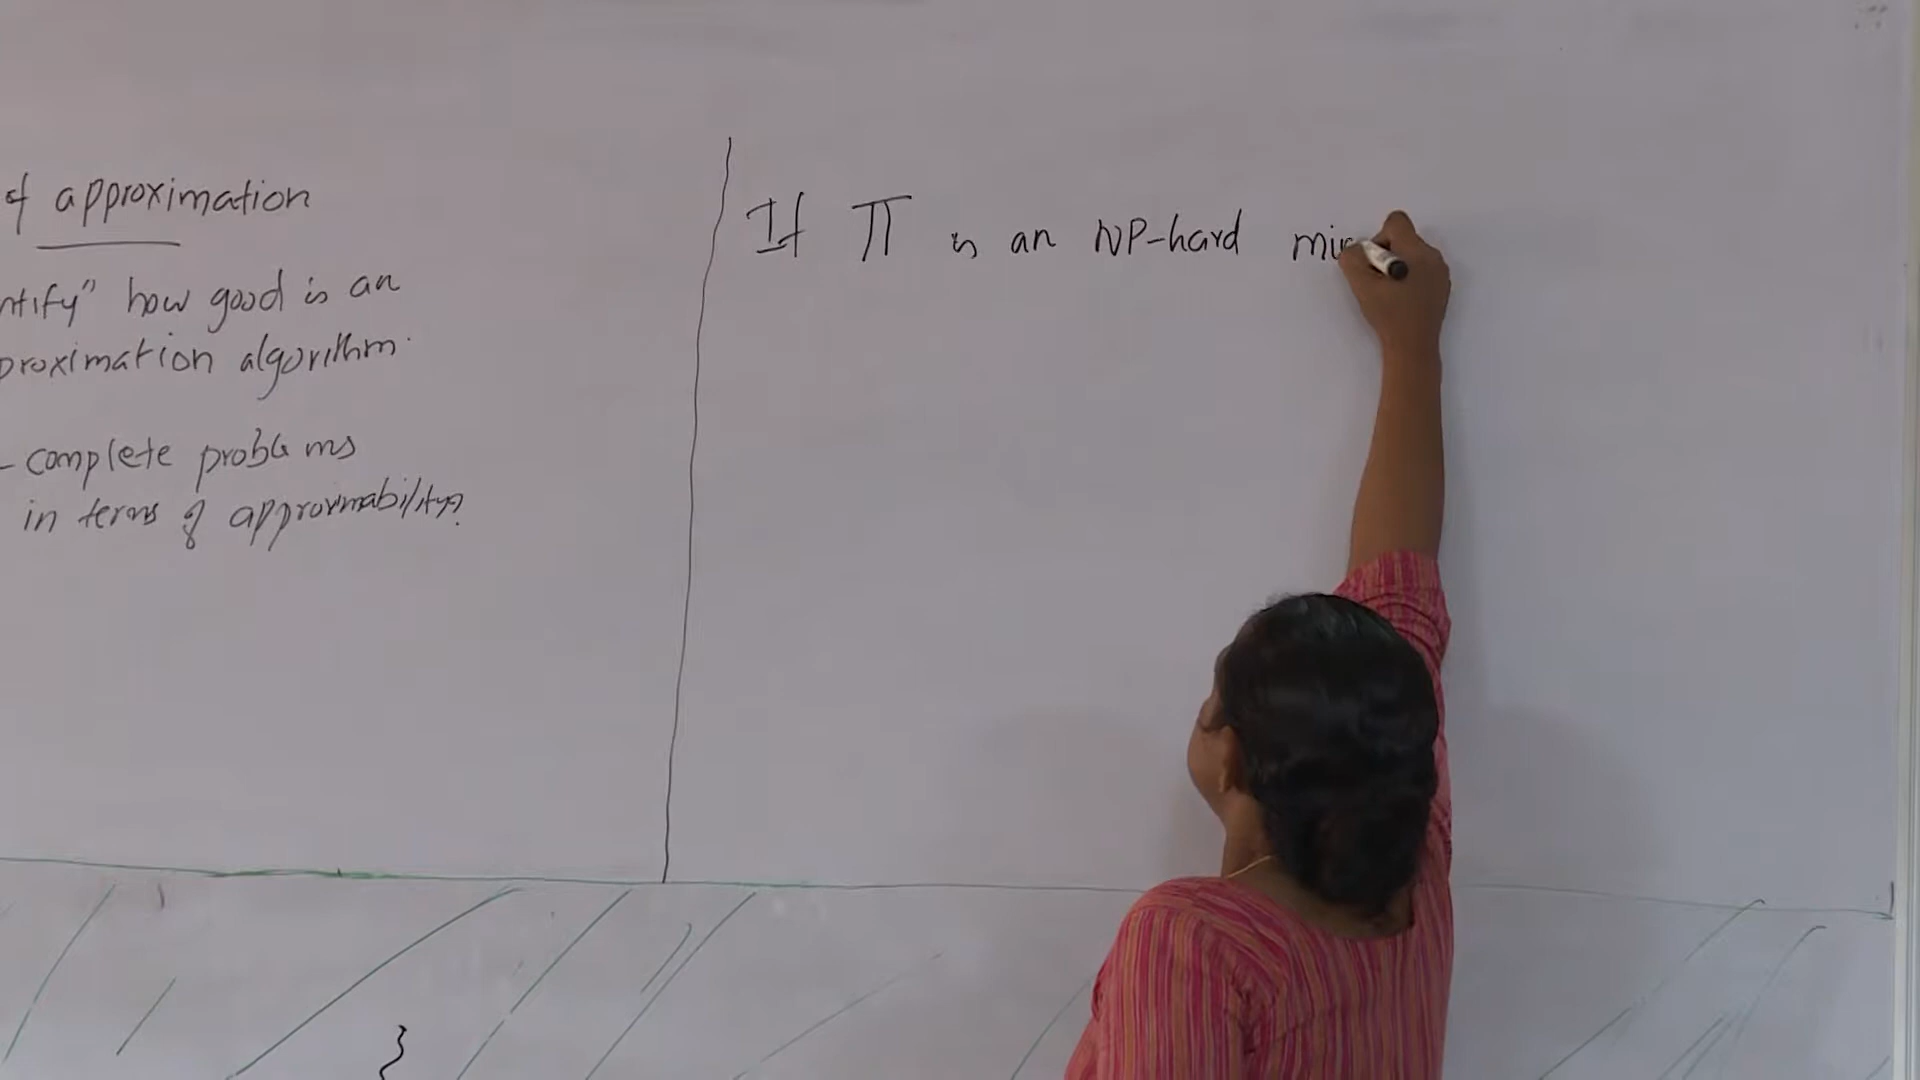 of approximation
ntify" how good is an
proximation algorithm.
- complete problems
in terms of approximability?
If Π is an NP-hard min